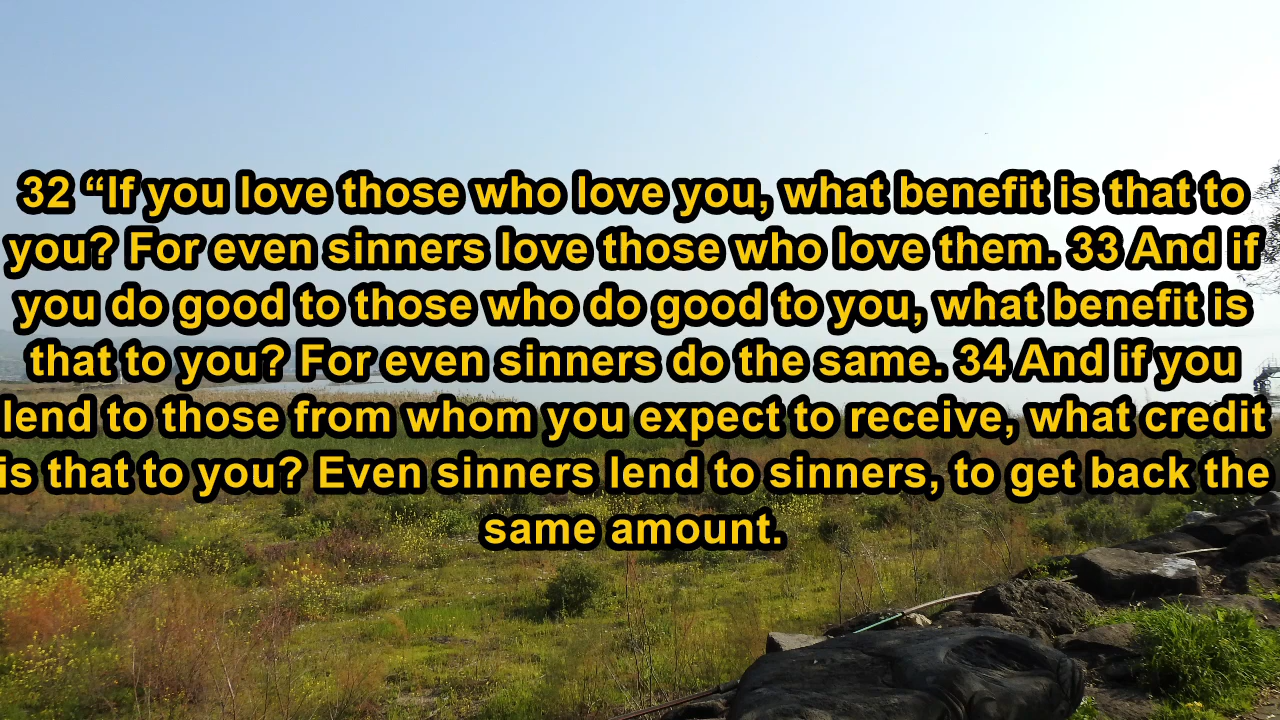 32 “If you love those who love you, what benefit is that to
you? For even sinners love those who love them. 33 And if
you do good to those who do good to you, what benefit is
that to you? For even sinners do the same. 34 And if you
lend to those from whom you expect to receive, what credit
is that to you? Even sinners lend to sinners, to get back the
same amount.